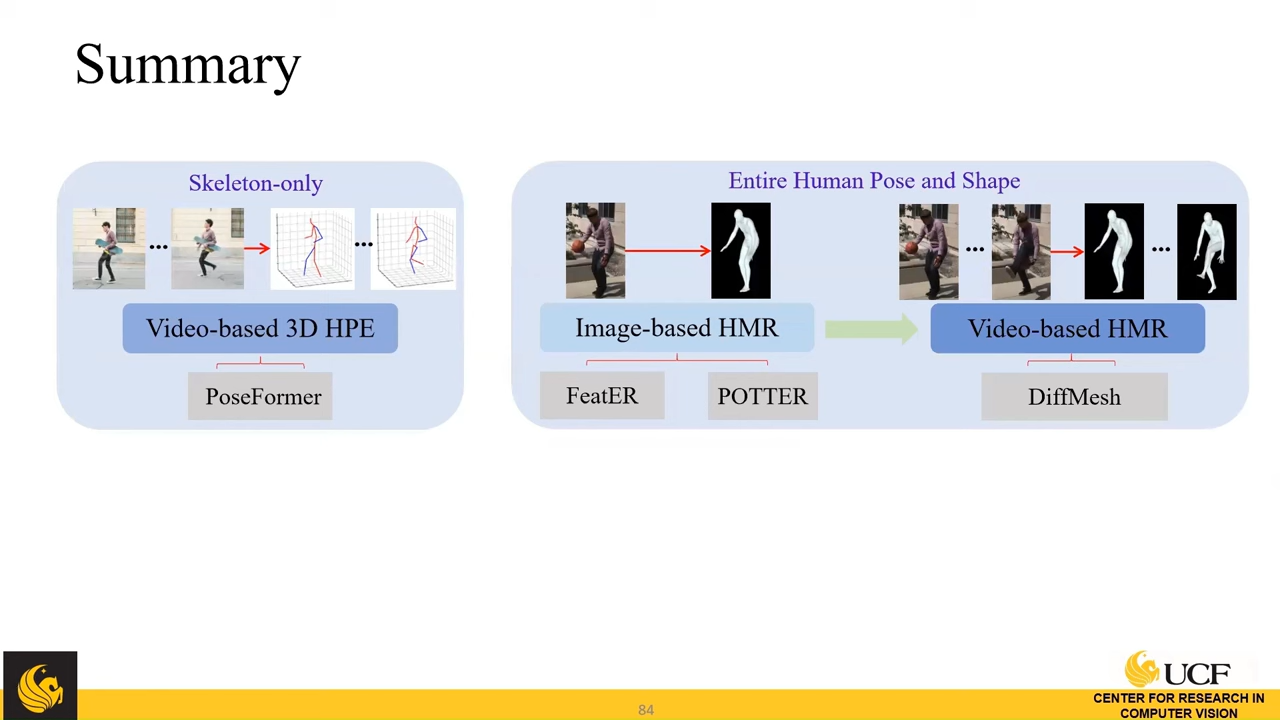 Summary
Skeleton-only
Video-based 3D HPE
PoseFormer
Entire Human Pose and Shape
Image-based HMR
Video-based HMR
FeatER
POTTER
DiffMesh
84
UCF
CENTER FOR RESEARCH IN
COMPUTER VISION